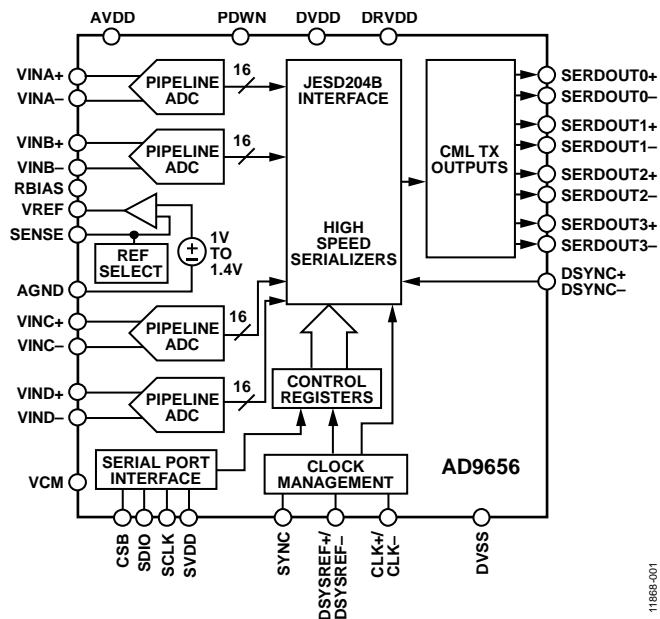 AVDD
PDWN
DVDD
DRVDD
VINA+
VINA–
PIPELINE
ADC
16
VINB+
VINB–
PIPELINE
ADC
16
RBIAS
VREF
SENSE
REF
SELECT
1V
TO
1.4V
AGND
VINC+
VINC–
PIPELINE
ADC
16
VIND+
VIND–
PIPELINE
ADC
16
JESD204B
INTERFACE
HIGH
SPEED
SERIALIZERS
CML TX
OUTPUTS
SERDOUT0+
SERDOUT0–
SERDOUT1+
SERDOUT1–
SERDOUT2+
SERDOUT2–
SERDOUT3+
SERDOUT3–
DSYNC+
DSYNC–
CONTROL
REGISTERS
VCM
SERIAL PORT
INTERFACE
CLOCK
MANAGEMENT
AD9656
CSB
SDIO
SCLK
SVDD
SYNC
DSYSREF+/
DSYSREF–
CLK+/
CLK–
DVSS
11868-001